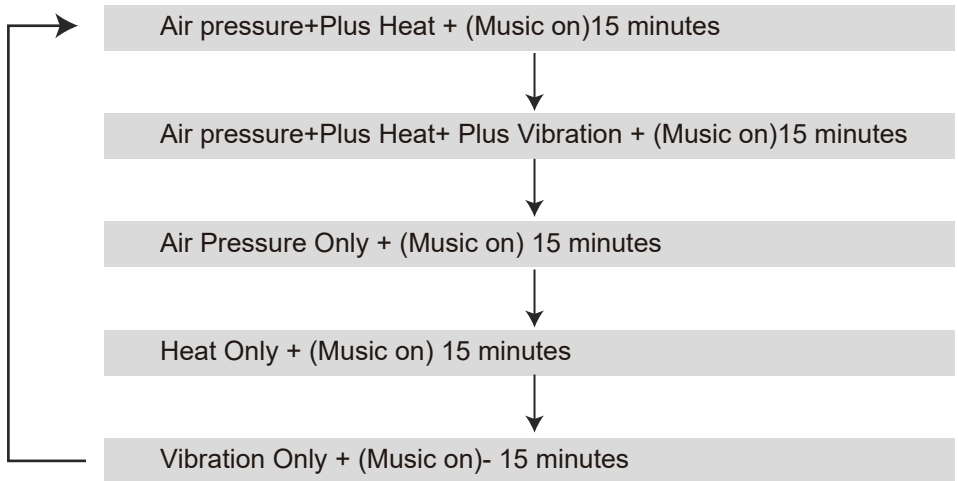 Air pressure+Plus Heat + (Music on)15 minutes
Air pressure+Plus Heat+ Plus Vibration + (Music on)15 minutes
Air Pressure Only + (Music on) 15 minutes
Heat Only + (Music on) 15 minutes
Vibration Only + (Music on)- 15 minutes